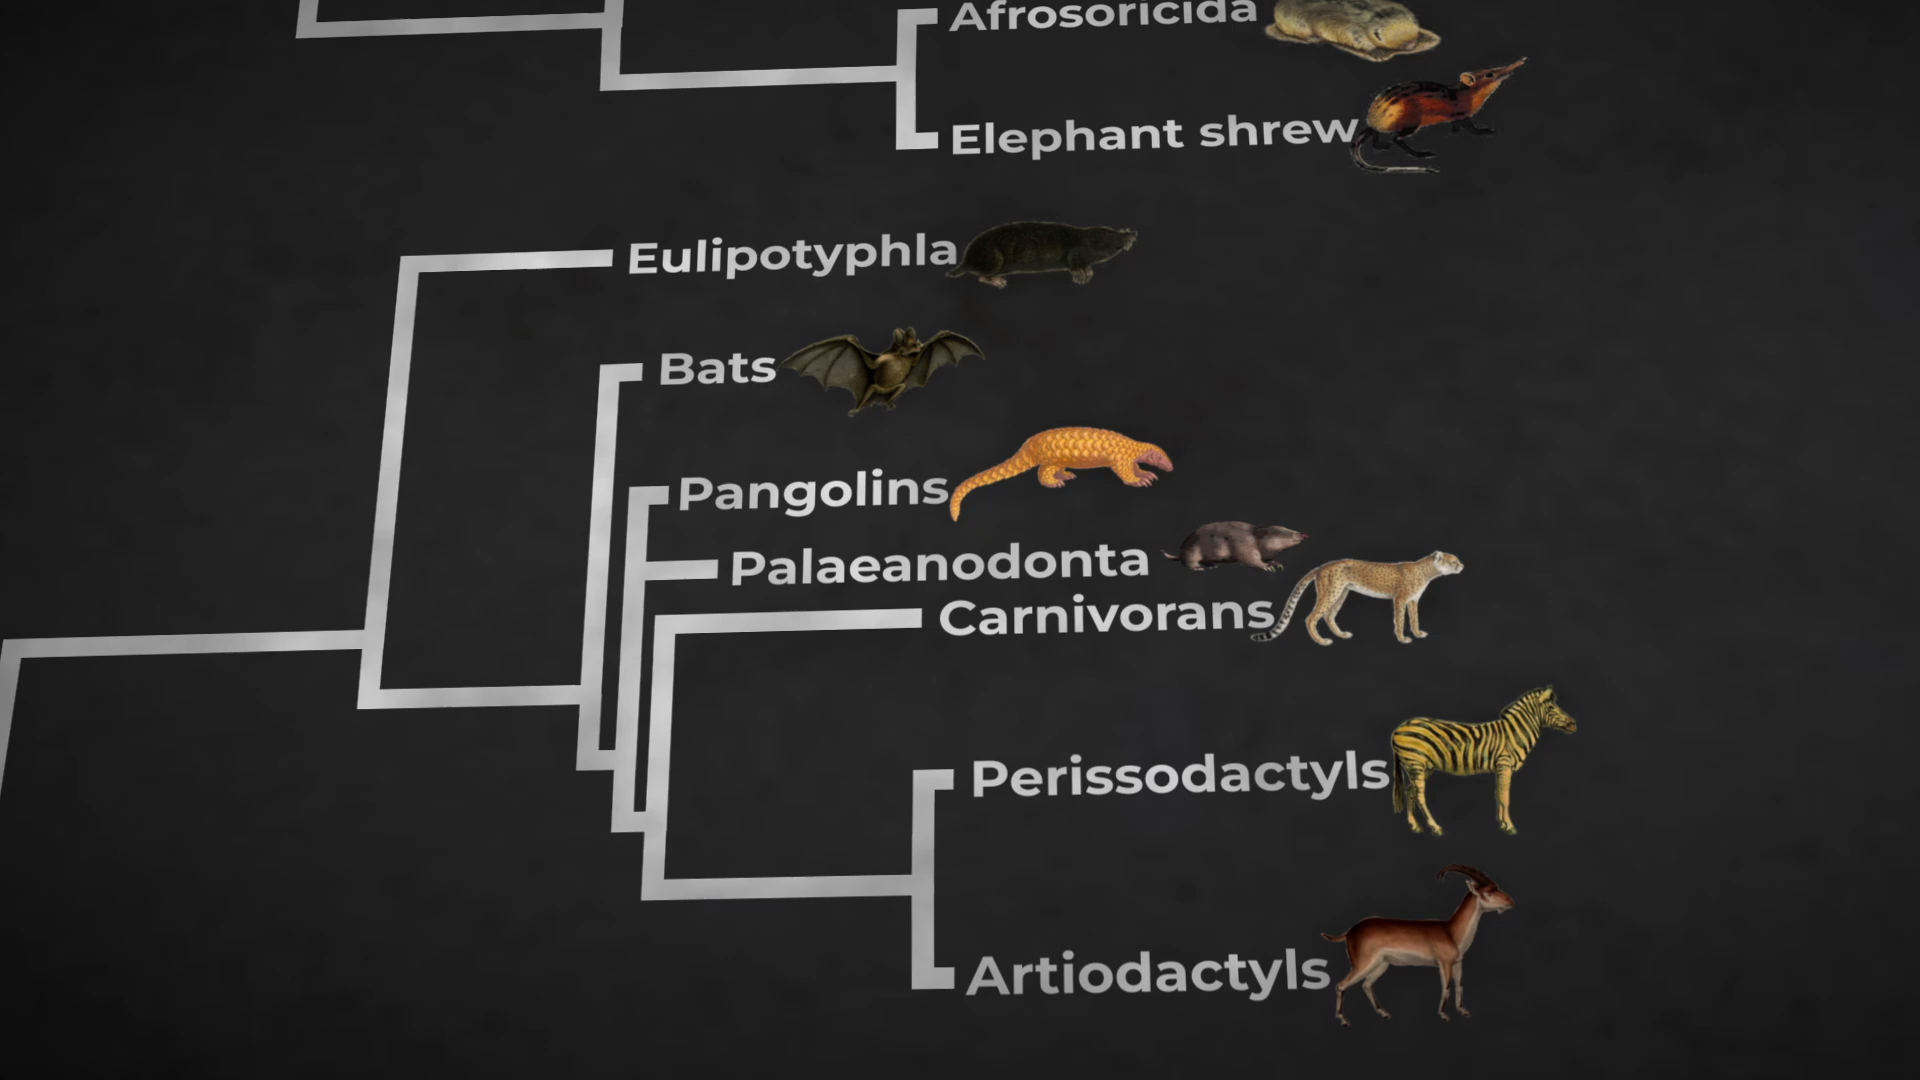 Afrosoricida
Elephant shrew
Eulipotyphla
Bats
Pangolins
Palaeanodonta
Carnivorans
Perissodactyls
Artiodactyls